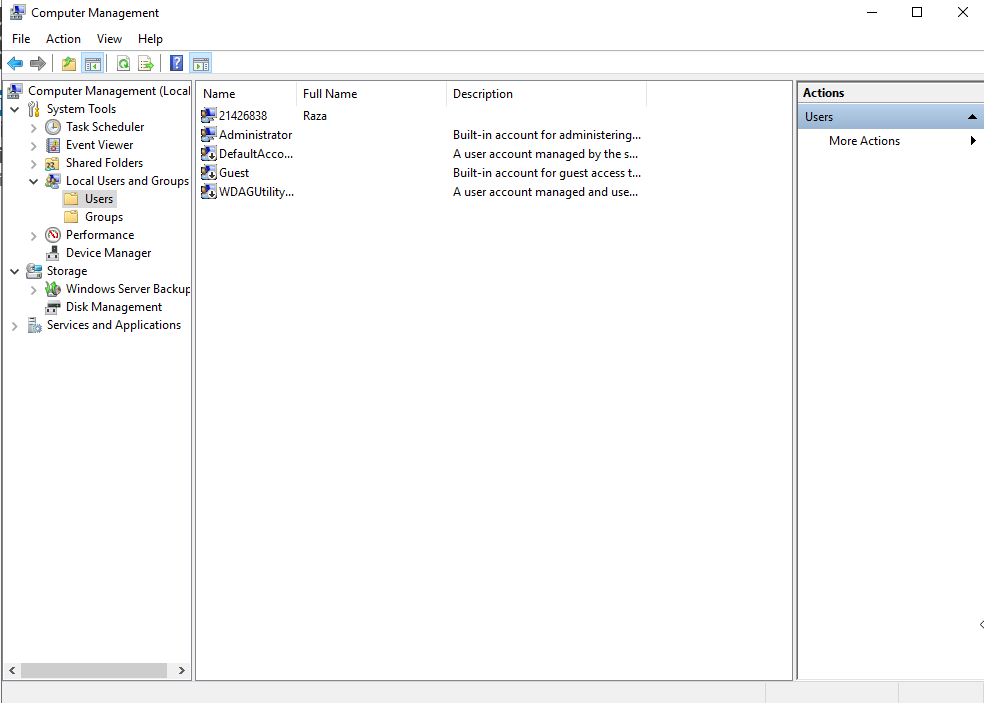 Computer Management
File Action View Help
Computer Management (Local
System Tools
Task Scheduler
Event Viewer
Shared Folders
Local Users and Groups
Users
Groups
Performance
Device Manager
Storage
Windows Server Backup
Disk Management
Services and Applications
Name Full Name Description
21426838 Raza
Administrator Built-in account for administering...
DefaultAcco... A user account managed by the s...
Guest Built-in account for guest access t...
WDAGUtility... A user account managed and use...
Actions
Users
More Actions